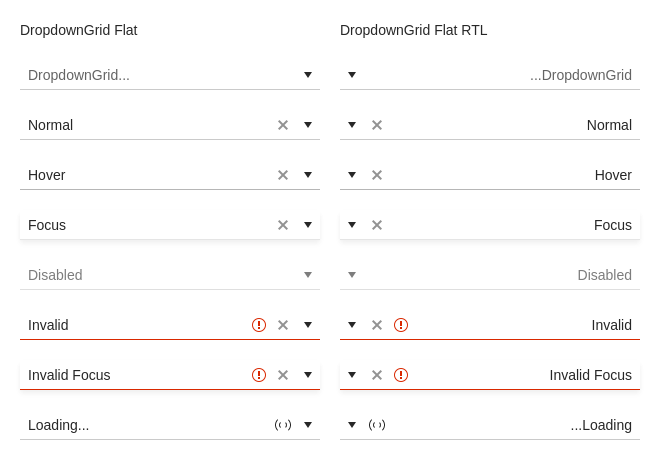 DropdownGrid Flat
DropdownGrid...
Normal
Hover
Focus
Disabled
Invalid
Invalid Focus
Loading...
DropdownGrid Flat RTL
...DropdownGrid
Normal
Hover
Focus
Disabled
Invalid
Invalid Focus
...Loading